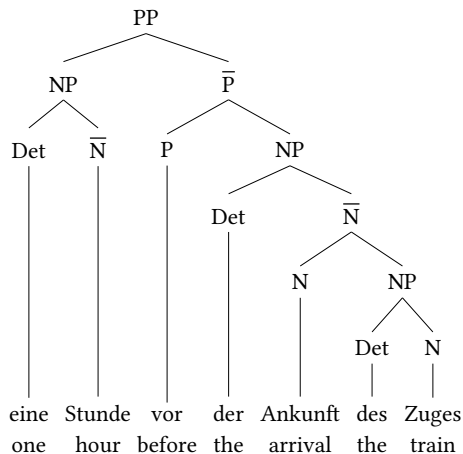 PP
NP P̅
Det N̅ P NP
Det N̅
N NP
Det N
eine Stunde vor der Ankunft des Zuges
one hour before the arrival the train